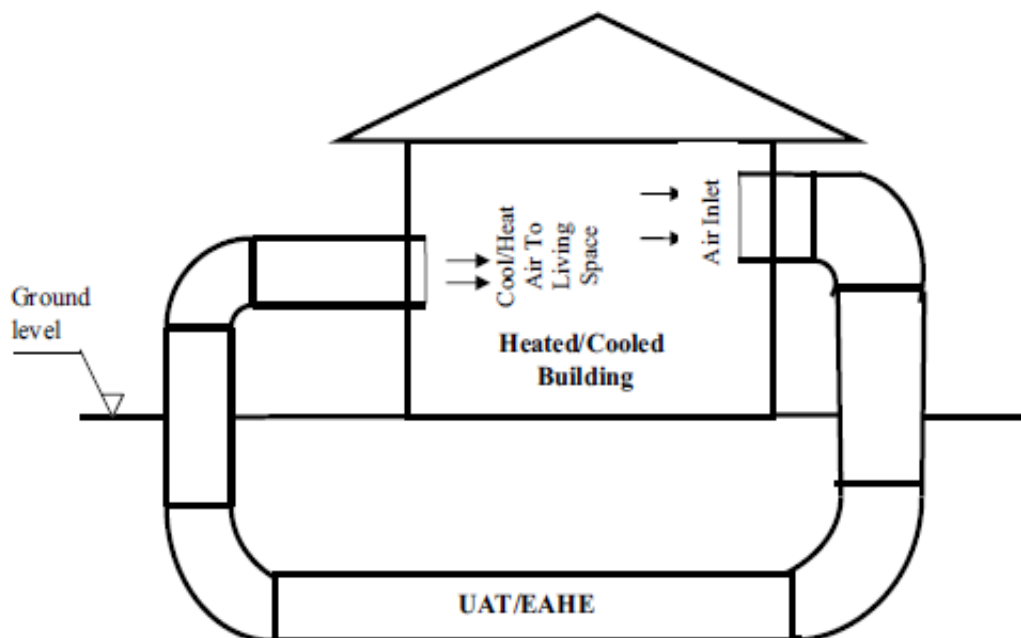 Air Inlet
Cool/Heat
Air To
Living
Space
Ground
level
Heated/Cooled
Building
UAT/EAHE